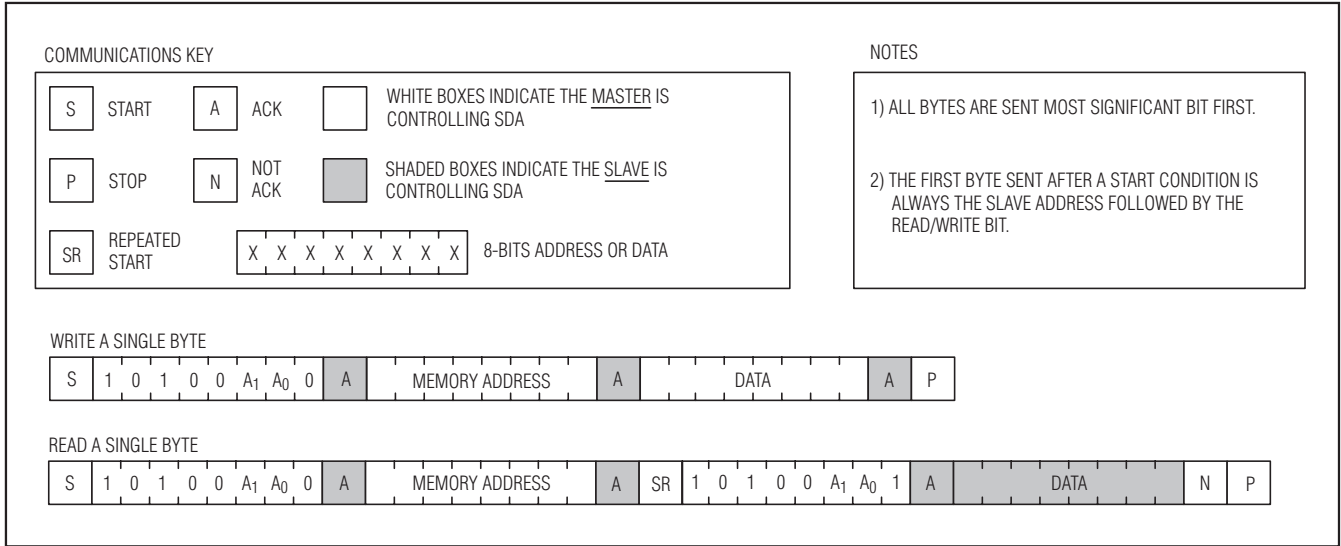 COMMUNICATIONS KEY
S START A ACK WHITE BOXES INDICATE THE MASTER IS
CONTROLLING SDA
P STOP N NOT
ACK SHADED BOXES INDICATE THE SLAVE IS
CONTROLLING SDA
SR REPEATED
START X X X X X X X X 8-BITS ADDRESS OR DATA
NOTES
1) ALL BYTES ARE SENT MOST SIGNIFICANT BIT FIRST.
2) THE FIRST BYTE SENT AFTER A START CONDITION IS
ALWAYS THE SLAVE ADDRESS FOLLOWED BY THE
READ/WRITE BIT.
WRITE A SINGLE BYTE
S 1 0 1 0 0 A1 A0 0 A MEMORY ADDRESS A DATA A P
READ A SINGLE BYTE
S 1 0 1 0 0 A1 A0 0 A MEMORY ADDRESS A SR 1 0 1 0 0 A1 A0 1 A DATA N P